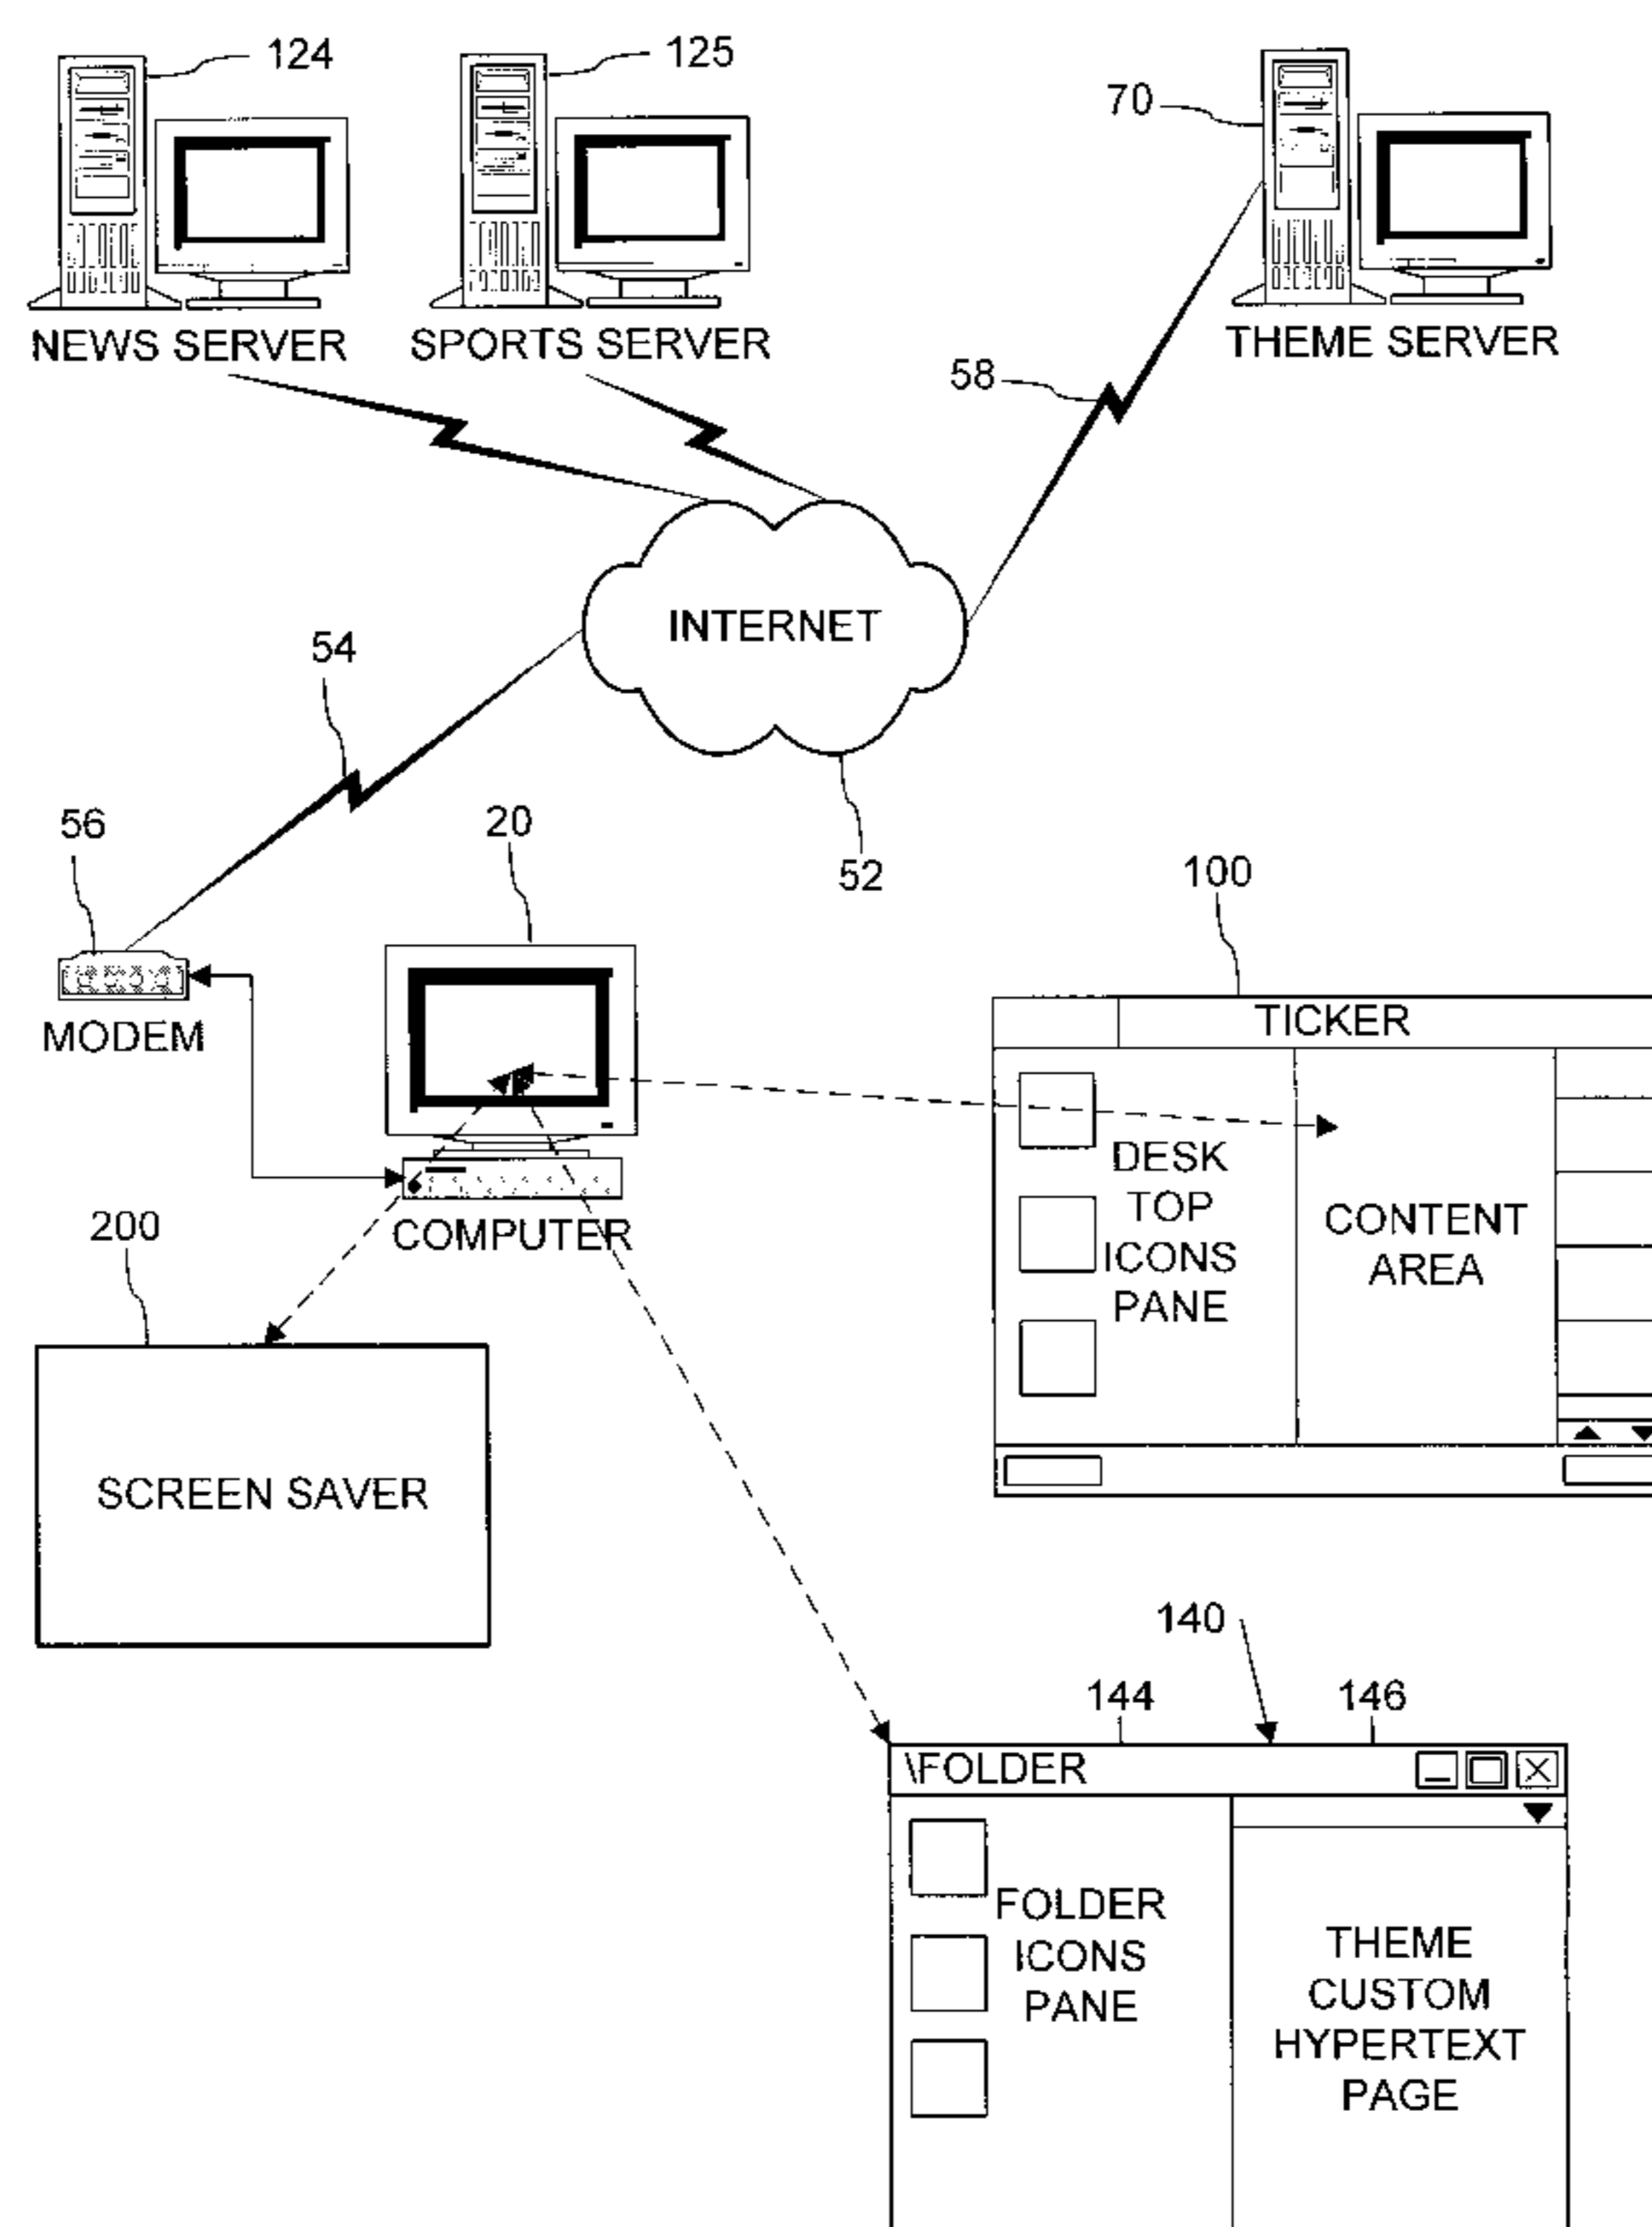 124
125
70
NEWS SERVER
SPORTS SERVER
THEME SERVER
58
INTERNET
54
56
20
52
100
MODEM
TICKER
DESK
TOP
ICONS
PANE
CONTENT
AREA
COMPUTER
200
SCREEN SAVER
140
144
146
\FOLDER
FOLDER
ICONS
PANE
THEME
CUSTOM
HYPERTEXT
PAGE